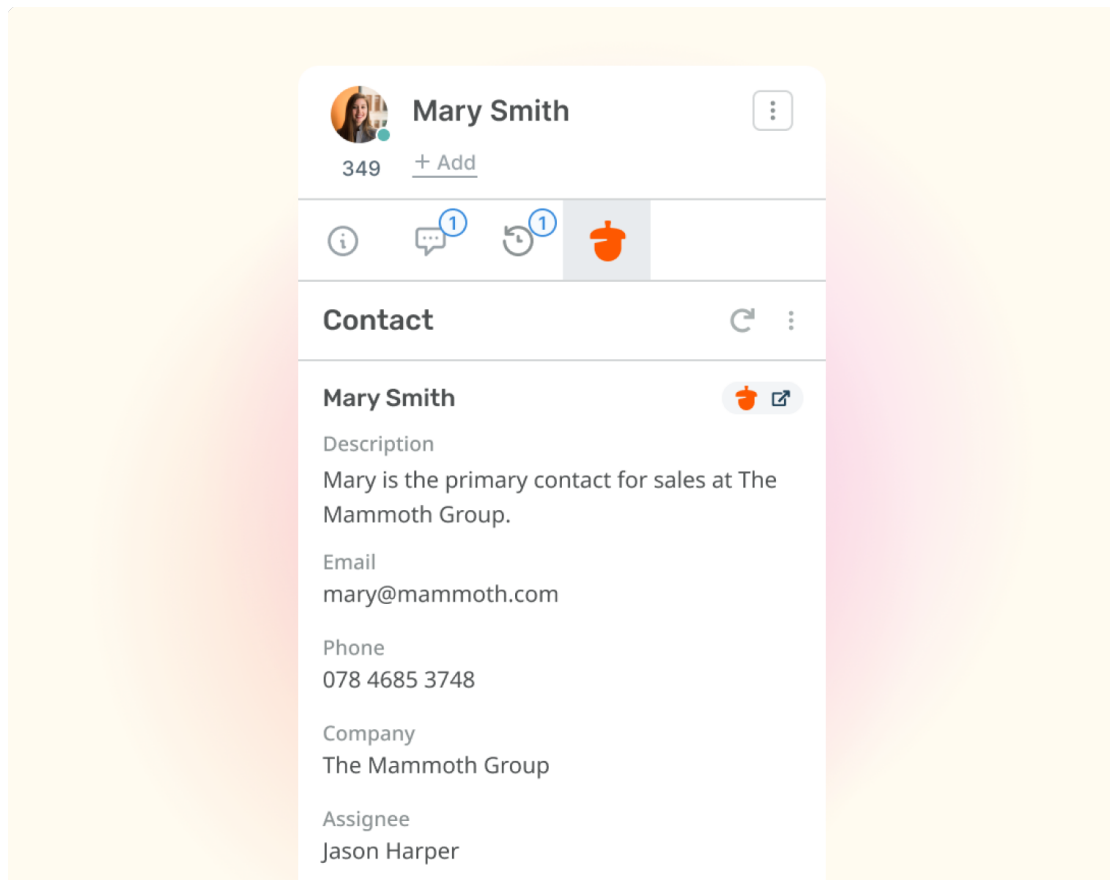 Mary Smith
349
+ Add
1
1
Contact
Mary Smith
Description
Mary is the primary contact for sales at The
Mammoth Group.
Email
mary@mammoth.com
Phone
078 4685 3748
Company
The Mammoth Group
Assignee
Jason Harper